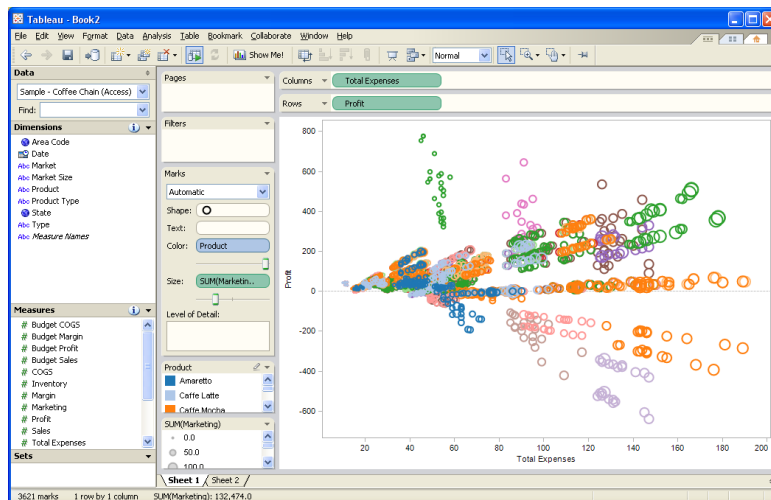 Tableau - Book2
File Edit View Format Data Analysis Table Bookmark Collaborate Window Help
Show Me!
Normal
Data
Sample - Coffee Chain (Access)
Find:
Dimensions
Area Code
Date
Abc Market
Abc Market Size
Abc Product
Abc Product Type
State
Abc Type
Abc Measure Names
Measures
# Budget COGS
# Budget Margin
# Budget Profit
# Budget Sales
# COGS
# Inventory
# Margin
# Marketing
# Profit
# Sales
# Total Expenses
Sets
Pages
Filters
Marks
Automatic
Shape:
Text:
Color: Product
Size: SUM(Marketin..
Level of Detail:
Product
Amaretto
Caffe Latte
Caffe Mocha
SUM(Marketing)
0.0
50.0
100.0
Columns Total Expenses
Rows Profit
800
600
400
200
0
-200
-400
-600
Profit
20 40 60 80 100 120 140 160 180 200
Total Expenses
Sheet 1 Sheet 2
3621 marks 1 row by 1 column SUM(Marketing): 132,474.0